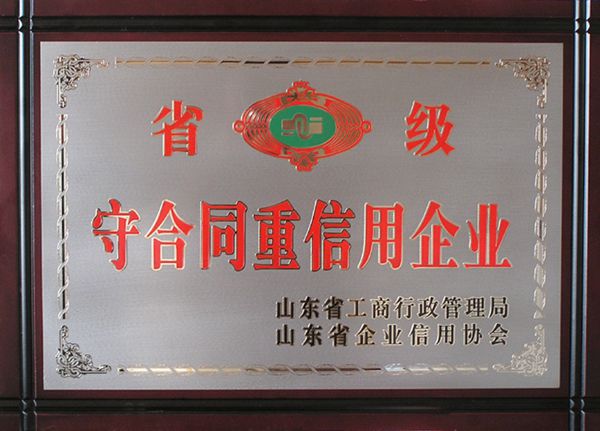 省 级
守合同重信用企业
山东省工商行政管理局
山东省企业信用协会